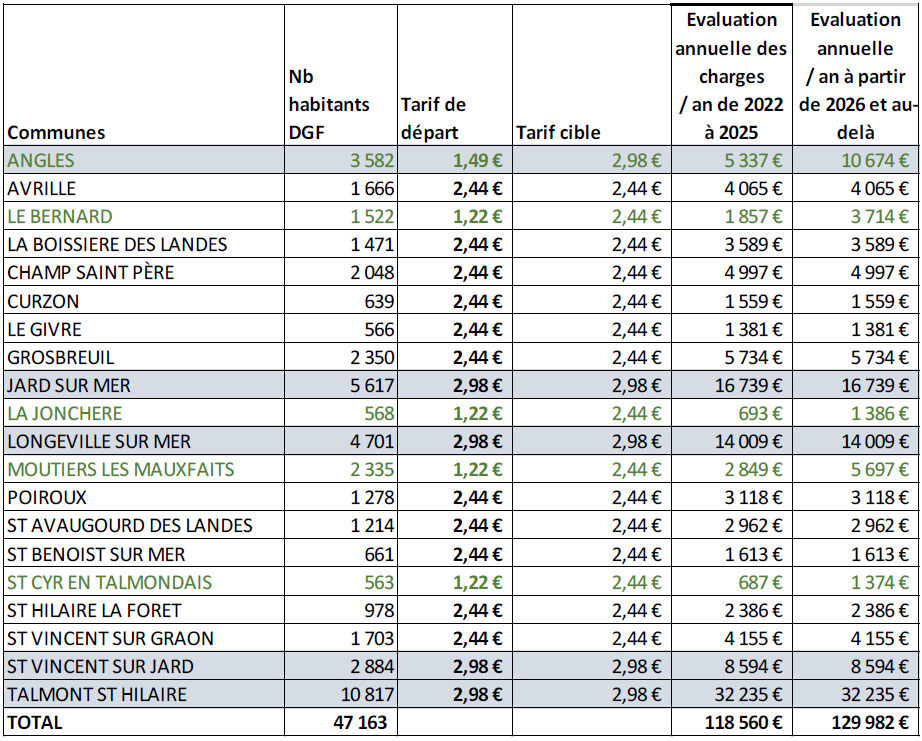 Communes | Nb habitants DGF | Tarif de départ | Tarif cible | Evaluation annuelle des charges / an de 2022 à 2025 | Evaluation annuelle / an à partir de 2026 et au-delà
ANGLES | 3 582 | 1,49 € | 2,98 € | 5 337 € | 10 674 €
AVRILLE | 1 666 | 2,44 € | 2,44 € | 4 065 € | 4 065 €
LE BERNARD | 1 522 | 1,22 € | 2,44 € | 1 857 € | 3 714 €
LA BOISSIERE DES LANDES | 1 471 | 2,44 € | 2,44 € | 3 589 € | 3 589 €
CHAMP SAINT PÈRE | 2 048 | 2,44 € | 2,44 € | 4 997 € | 4 997 €
CURZON | 639 | 2,44 € | 2,44 € | 1 559 € | 1 559 €
LE GIVRE | 566 | 2,44 € | 2,44 € | 1 381 € | 1 381 €
GROSBREUIL | 2 350 | 2,44 € | 2,44 € | 5 734 € | 5 734 €
JARD SUR MER | 5 617 | 2,98 € | 2,98 € | 16 739 € | 16 739 €
LA JONCHERE | 568 | 1,22 € | 2,44 € | 693 € | 1 386 €
LONGEVILLE SUR MER | 4 701 | 2,98 € | 2,98 € | 14 009 € | 14 009 €
MOUTIERS LES MAUXFAITS | 2 335 | 1,22 € | 2,44 € | 2 849 € | 5 697 €
POIROUX | 1 278 | 2,44 € | 2,44 € | 3 118 € | 3 118 €
ST AVAUGOURD DES LANDES | 1 214 | 2,44 € | 2,44 € | 2 962 € | 2 962 €
ST BENOIST SUR MER | 661 | 2,44 € | 2,44 € | 1 613 € | 1 613 €
ST CYR EN TALMONDAIS | 563 | 1,22 € | 2,44 € | 687 € | 1 374 €
ST HILAIRE LA FORET | 978 | 2,44 € | 2,44 € | 2 386 € | 2 386 €
ST VINCENT SUR GRAON | 1 703 | 2,44 € | 2,44 € | 4 155 € | 4 155 €
ST VINCENT SUR JARD | 2 884 | 2,98 € | 2,98 € | 8 594 € | 8 594 €
TALMONT ST HILAIRE | 10 817 | 2,98 € | 2,98 € | 32 235 € | 32 235 €
TOTAL | 47 163 | | | 118 560 € | 129 982 €